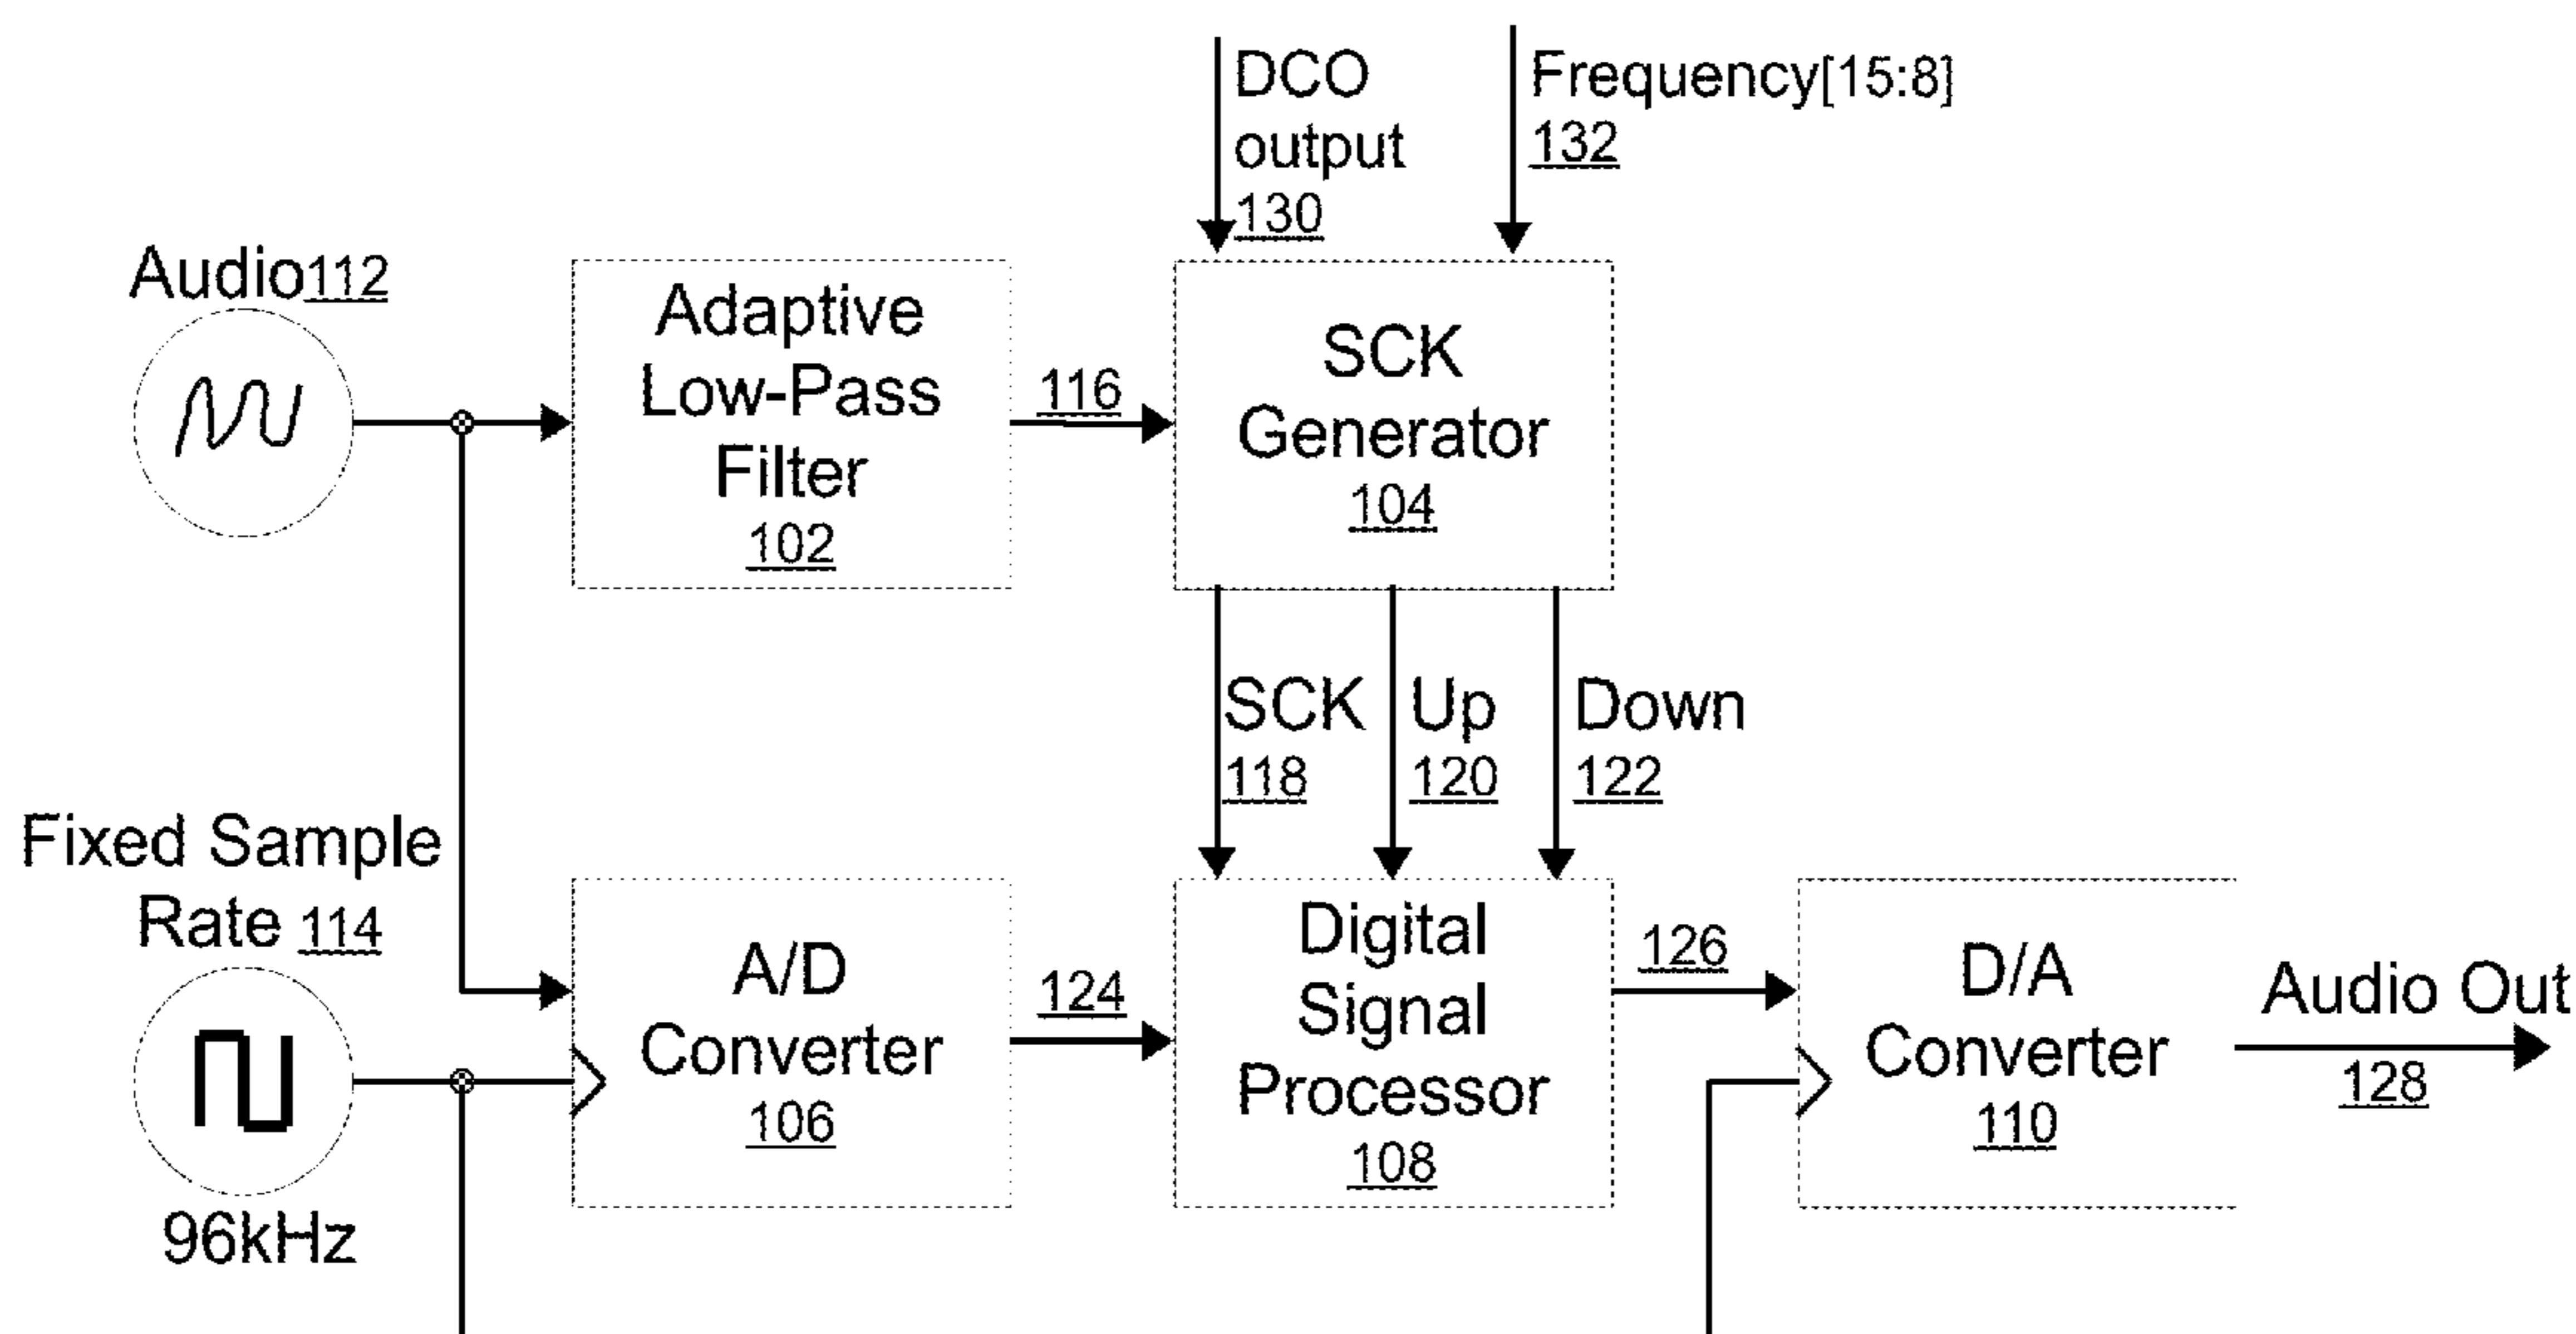 DCO
output
130
Frequency[15:8]
132
Audio112
Adaptive
Low-Pass
Filter
102
116
SCK
Generator
104
SCK
118
Up
120
Down
122
Fixed Sample
Rate 114
96kHz
A/D
Converter
106
124
Digital
Signal
Processor
108
126
D/A
Converter
110
Audio Out
128